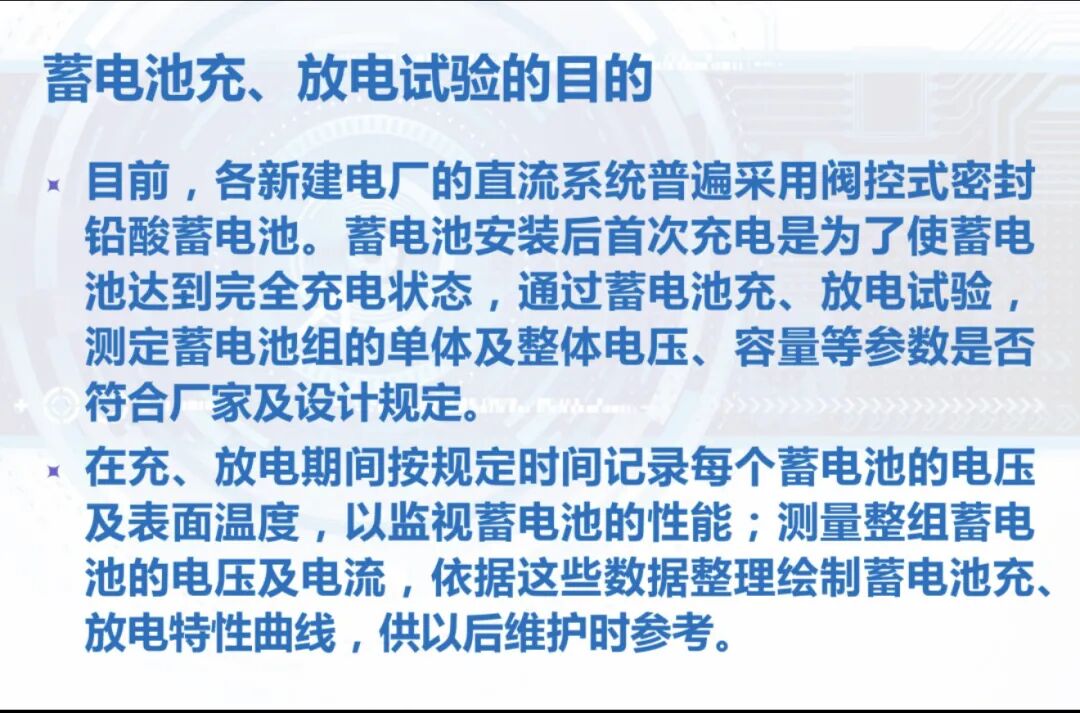 蓄电池充、放电试验的目的
目前，各新建电厂的直流系统普遍采用阀控式密封
铅酸蓄电池。蓄电池安装后首次充电是为了使蓄电
池达到完全充电状态，通过蓄电池充、放电试验，
测定蓄电池组的单体及整体电压、容量等参数是否
符合厂家及设计规定。
在充、放电期间按规定时间记录每个蓄电池的电压
及表面温度，以监视蓄电池的性能；测量整组蓄电
池的电压及电流，依据这些数据整理绘制蓄电池充、
放电特性曲线，供以后维护时参考。